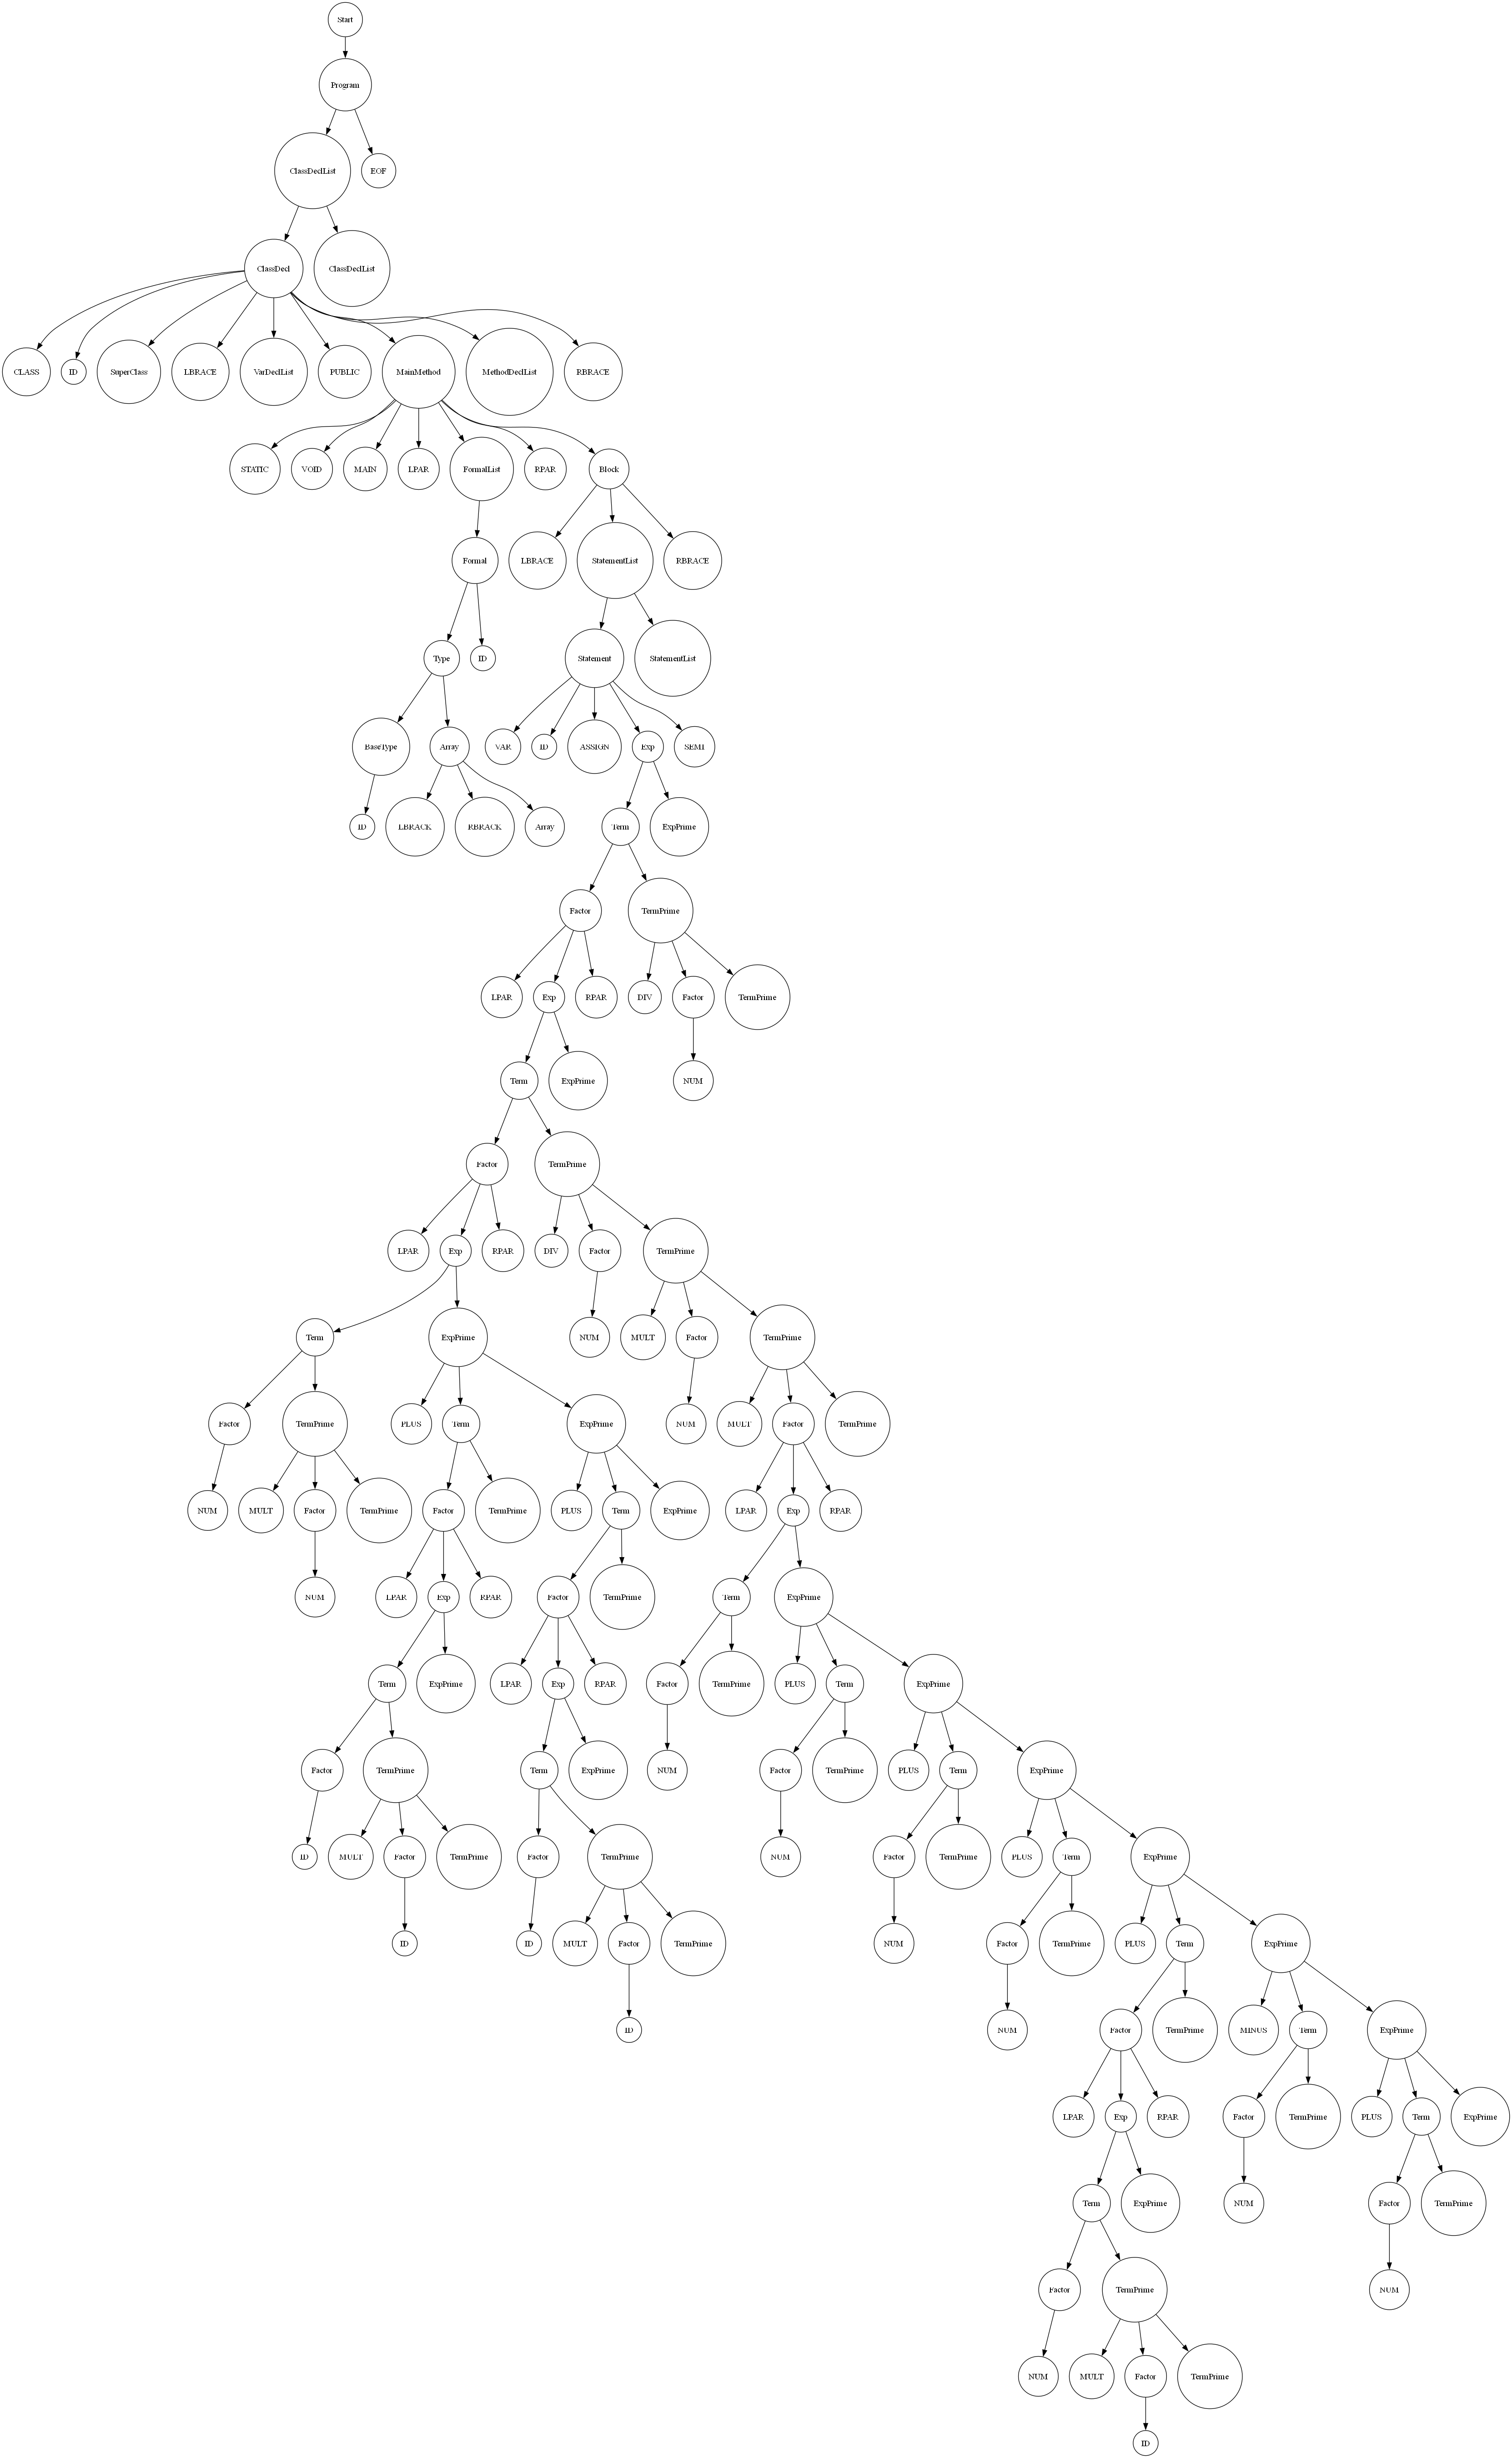 Start
Program
ClassDeclList
EOF
ClassDecl
ClassDeclList
CLASS
ID
SuperClass
LBRACE
VarDeclList
PUBLIC
MainMethod
MethodDeclList
RBRACE
STATIC
VOID
MAIN
LPAR
FormalList
RPAR
Block
Formal
LBRACE
StatementList
RBRACE
Type
ID
Statement
StatementList
BaseType
Array
VAR
ID
ASSIGN
Exp
SEMI
ID
LBRACK
RBRACK
Array
Term
ExpPrime
Factor
TermPrime
LPAR
Exp
RPAR
DIV
Factor
TermPrime
Term
ExpPrime
NUM
Factor
TermPrime
LPAR
Exp
RPAR
DIV
Factor
TermPrime
Term
ExpPrime
NUM
MULT
Factor
TermPrime
Factor
TermPrime
PLUS
Term
ExpPrime
NUM
MULT
Factor
TermPrime
NUM
MULT
Factor
TermPrime
Factor
TermPrime
PLUS
Term
ExpPrime
LPAR
Exp
RPAR
NUM
LPAR
Exp
RPAR
Factor
TermPrime
Term
ExpPrime
Term
ExpPrime
LPAR
Exp
RPAR
Factor
TermPrime
PLUS
Term
ExpPrime
Factor
TermPrime
Term
ExpPrime
NUM
Factor
TermPrime
PLUS
Term
ExpPrime
ID
MULT
Factor
TermPrime
Factor
TermPrime
NUM
Factor
TermPrime
PLUS
Term
ExpPrime
ID
ID
MULT
Factor
TermPrime
NUM
Factor
TermPrime
PLUS
Term
ExpPrime
ID
NUM
Factor
TermPrime
MINUS
Term
ExpPrime
LPAR
Exp
RPAR
Factor
TermPrime
PLUS
Term
ExpPrime
Term
ExpPrime
NUM
Factor
TermPrime
Factor
TermPrime
NUM
NUM
MULT
Factor
TermPrime
ID